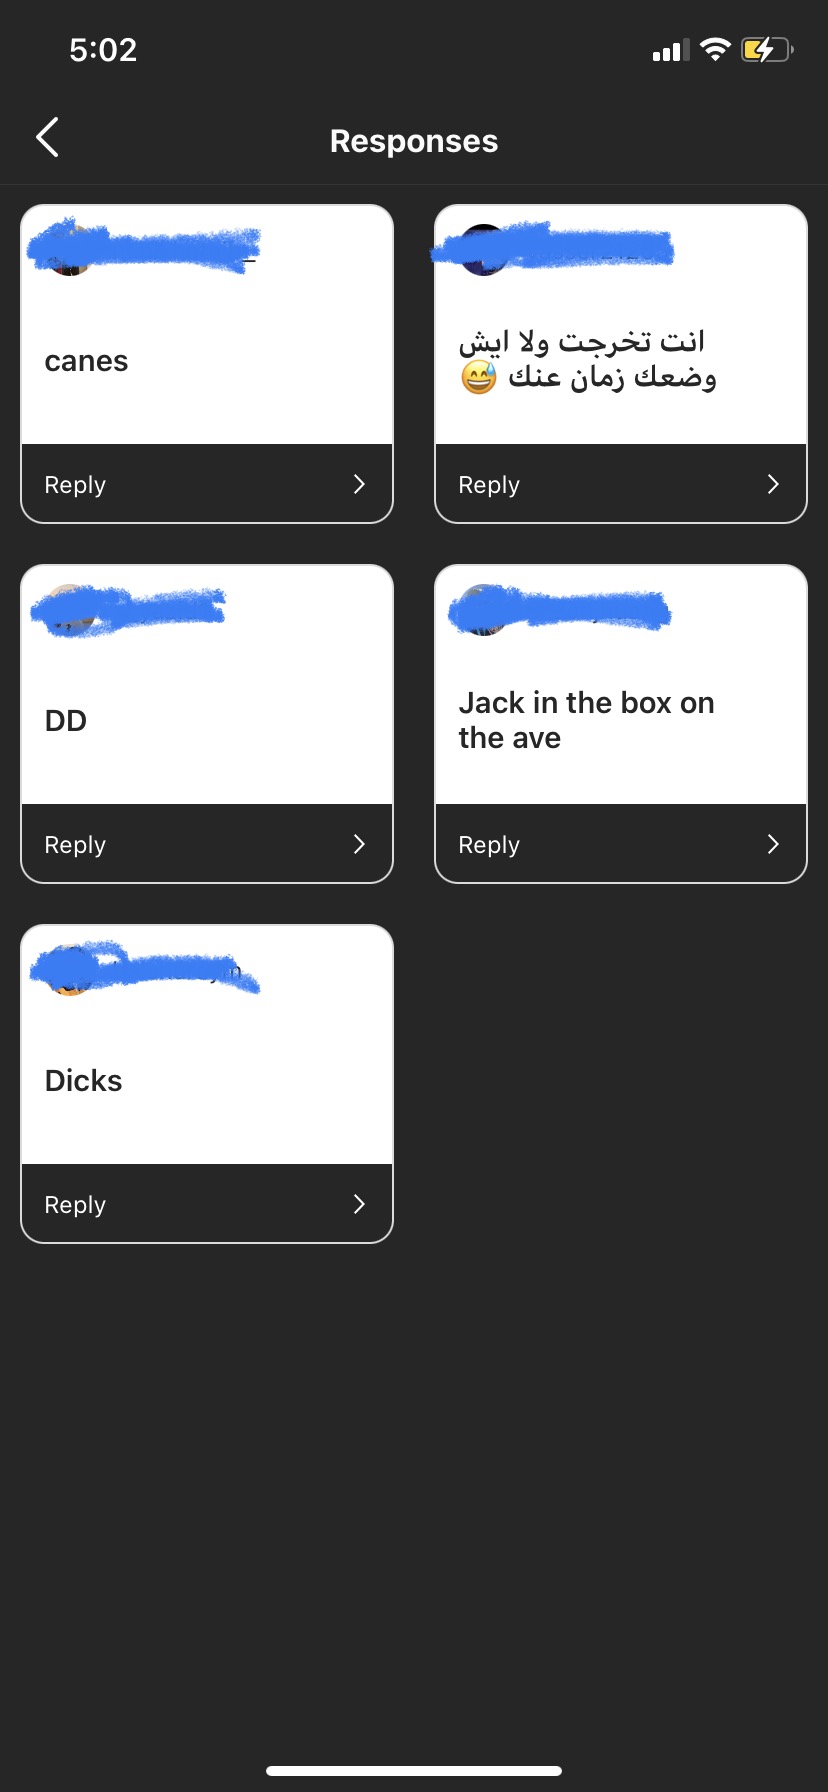 5:02
Responses
canes
Reply
انت تخرجت ولا ايش
وضعك زمان عنك 😅
Reply
DD
Reply
Jack in the box on
the ave
Reply
Dicks
Reply